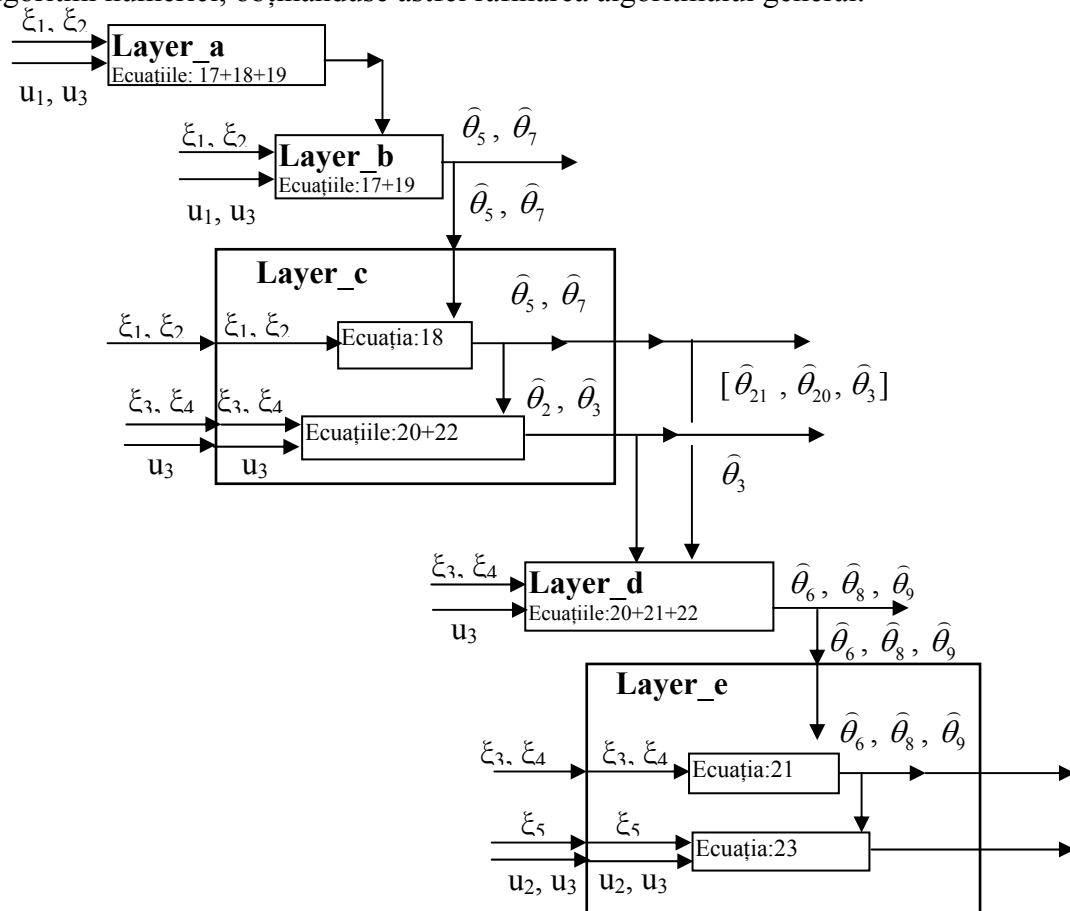 ξ1, ξ2
Layer_a
Ecuațiile: 17+18+19
u1, u3
ξ1, ξ2
Layer_b
Ecuațiile:17+19
u1, u3
θ̂5 , θ̂7
θ̂5 , θ̂7
Layer_c
θ̂5 , θ̂7
ξ1, ξ2
ξ1, ξ2
Ecuația:18
[θ̂21 , θ̂20, θ̂3]
θ̂2 , θ̂3
ξ3, ξ4
ξ3, ξ4
Ecuațiile:20+22
u3
u3
θ̂3
ξ3, ξ4
Layer_d
Ecuațiile:20+21+22
u3
θ̂6 , θ̂8 , θ̂9
θ̂6 , θ̂8 , θ̂9
Layer_e
θ̂6 , θ̂8 , θ̂9
ξ3, ξ4
ξ3, ξ4
Ecuația:21
ξ5
ξ5
Ecuația:23
u2, u3
u2, u3